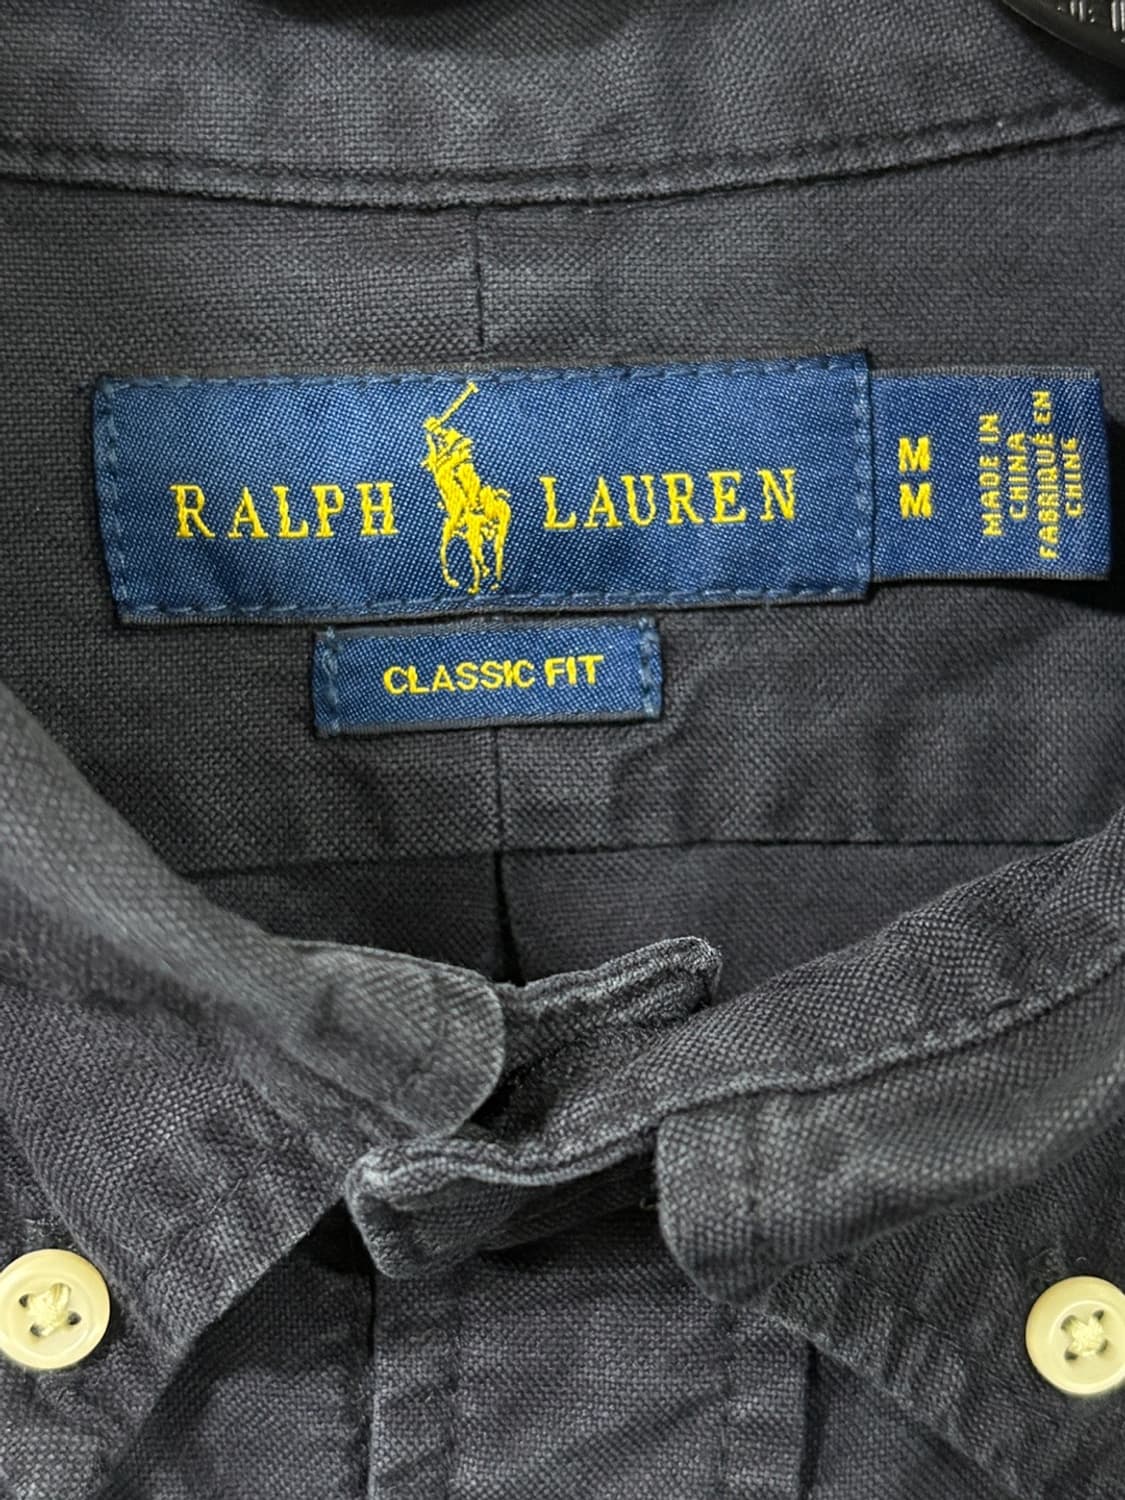 RALPH LAUREN
M
M
MADE IN
CHINA
FABRIQUÉ EN
CHINE
CLASSIC FIT